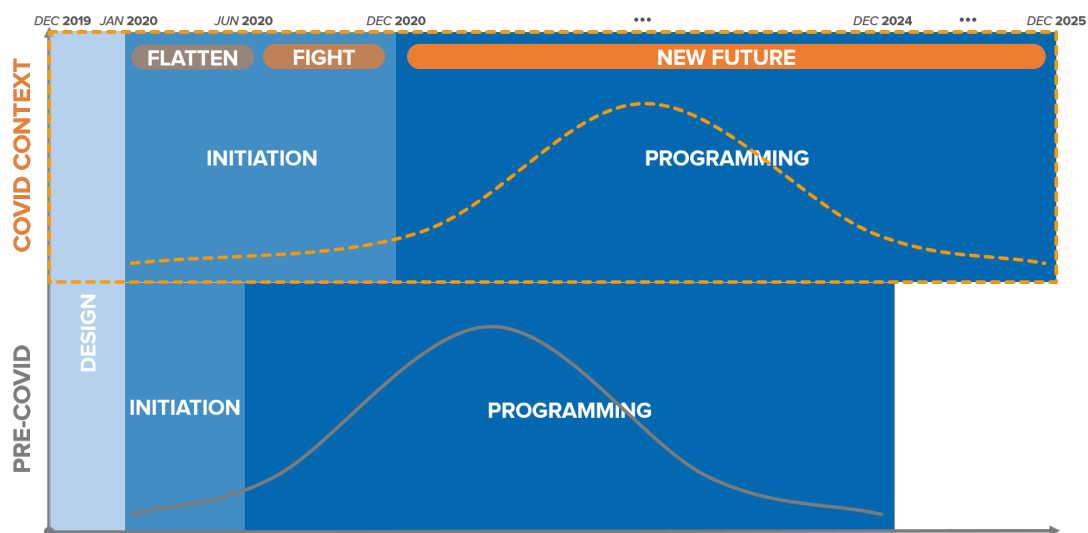 DEC 2019 JAN 2020 JUN 2020 DEC 2020 ••• DEC 2024 ••• DEC 2025
COVID CONTEXT
FLATTEN FIGHT NEW FUTURE
INITIATION PROGRAMMING
DESIGN
PRE-COVID
INITIATION PROGRAMMING